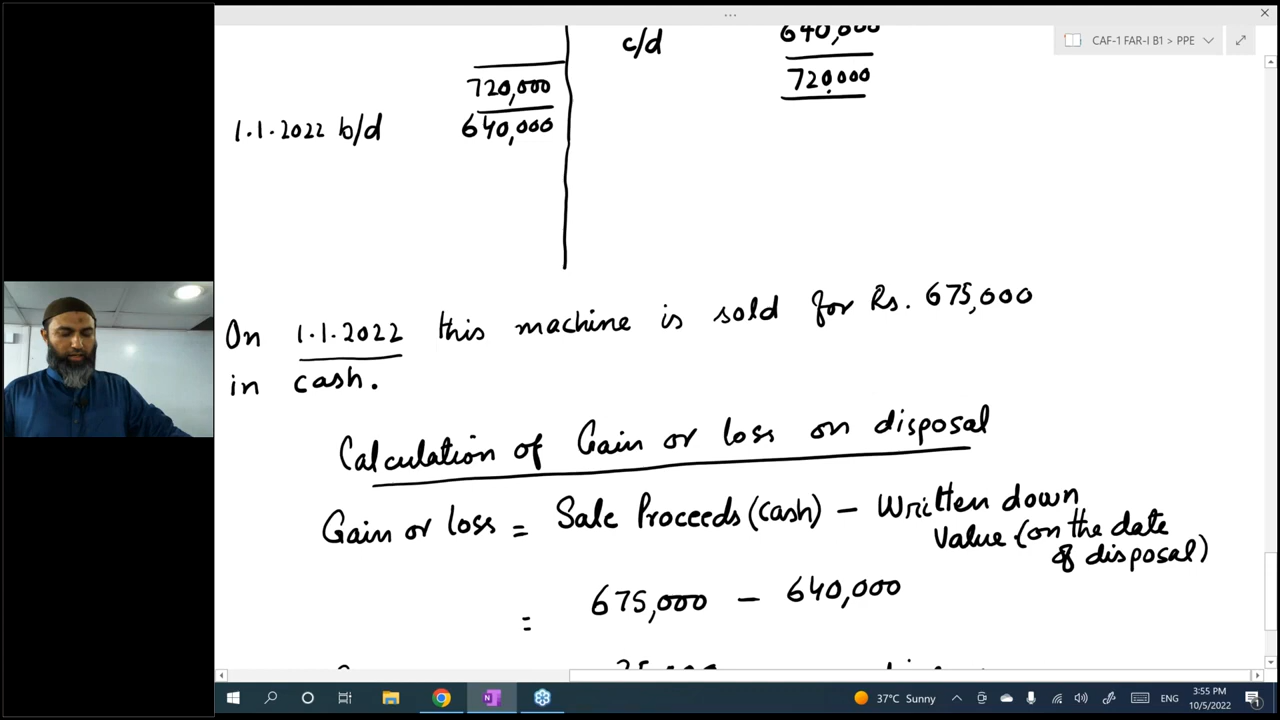 CAF-1 FAR-I B1 > PPE
c/d 640,000
720,000 720,000
1.1.2022 b/d 640,000
On 1.1.2022 this machine is sold for Rs. 675,000
in cash.
Calculation of Gain or loss on disposal
Gain or loss = Sale Proceeds (cash) – Written down
Value (on the date
of disposal)
= 675,000 – 640,000
37°C Sunny
ENG
3:55 PM
10/5/2022